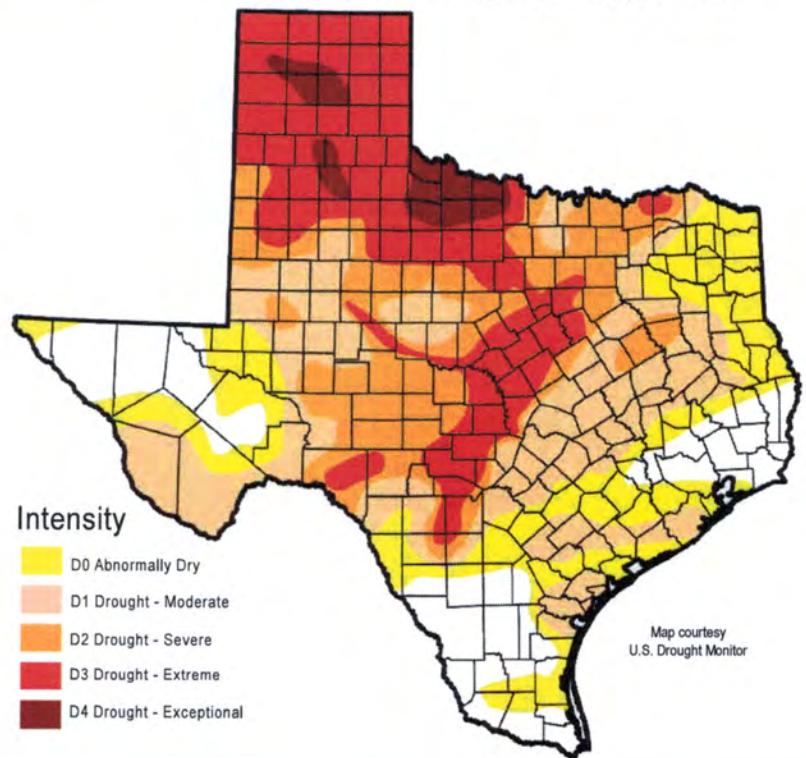 Intensity
D0 Abnormally Dry
D1 Drought - Moderate
D2 Drought - Severe
D3 Drought - Extreme
D4 Drought - Exceptional
Map courtesy
U.S. Drought Monitor